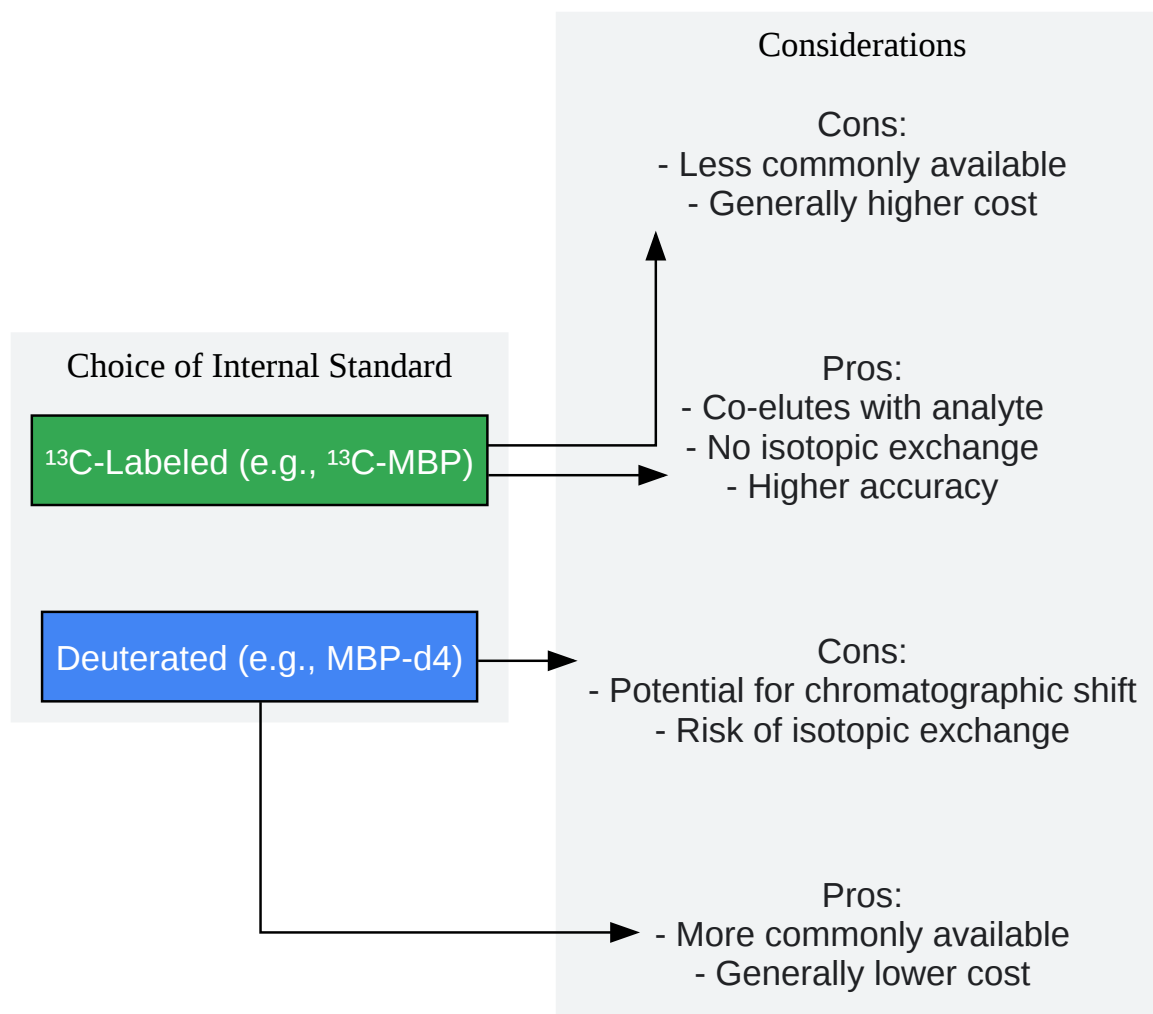 Considerations
Cons:
- Less commonly available
- Generally higher cost
Choice of Internal Standard
¹³C-Labeled (e.g., ¹³C-MBP)
Pros:
- Co-elutes with analyte
- No isotopic exchange
- Higher accuracy
Deuterated (e.g., MBP-d4)
Cons:
- Potential for chromatographic shift
- Risk of isotopic exchange
Pros:
- More commonly available
- Generally lower cost